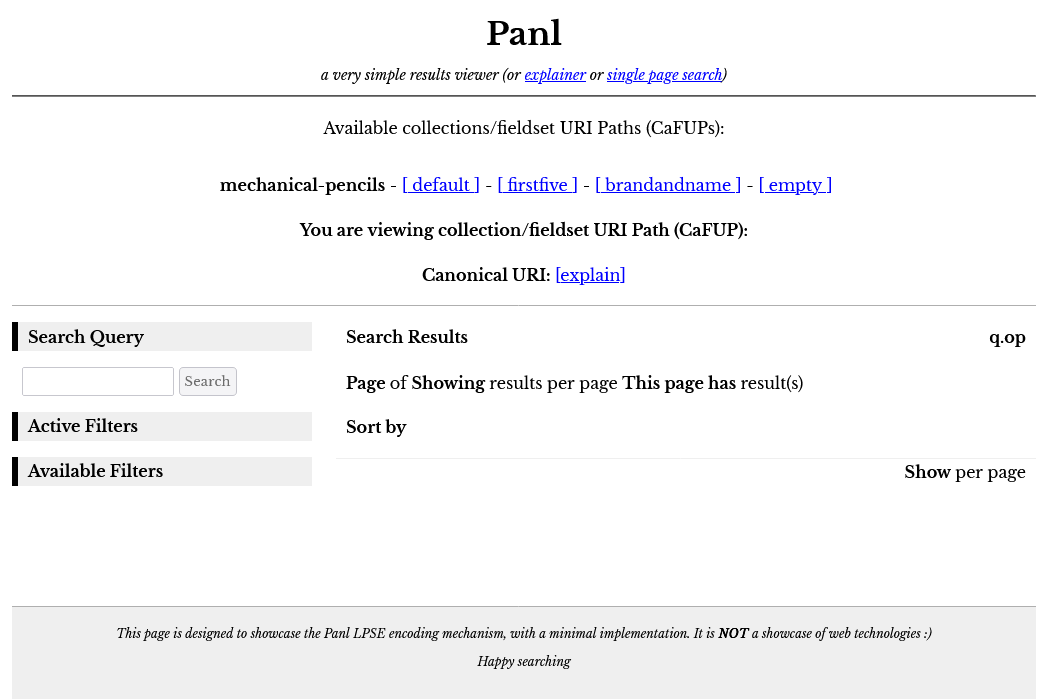 Panl
a very simple results viewer (or explainer or single page search)
Available collections/fieldset URI Paths (CaFUPs):
mechanical-pencils - [ default ] - [ firstfive ] - [ brandandname ] - [ empty ]
You are viewing collection/fieldset URI Path (CaFUP):
Canonical URI: [explain]
Search Query
Search
Active Filters
Available Filters
Search Results q.op
Page of Showing results per page This page has result(s)
Sort by
Show per page
This page is designed to showcase the Panl LPSE encoding mechanism, with a minimal implementation. It is NOT a showcase of web technologies :)
Happy searching